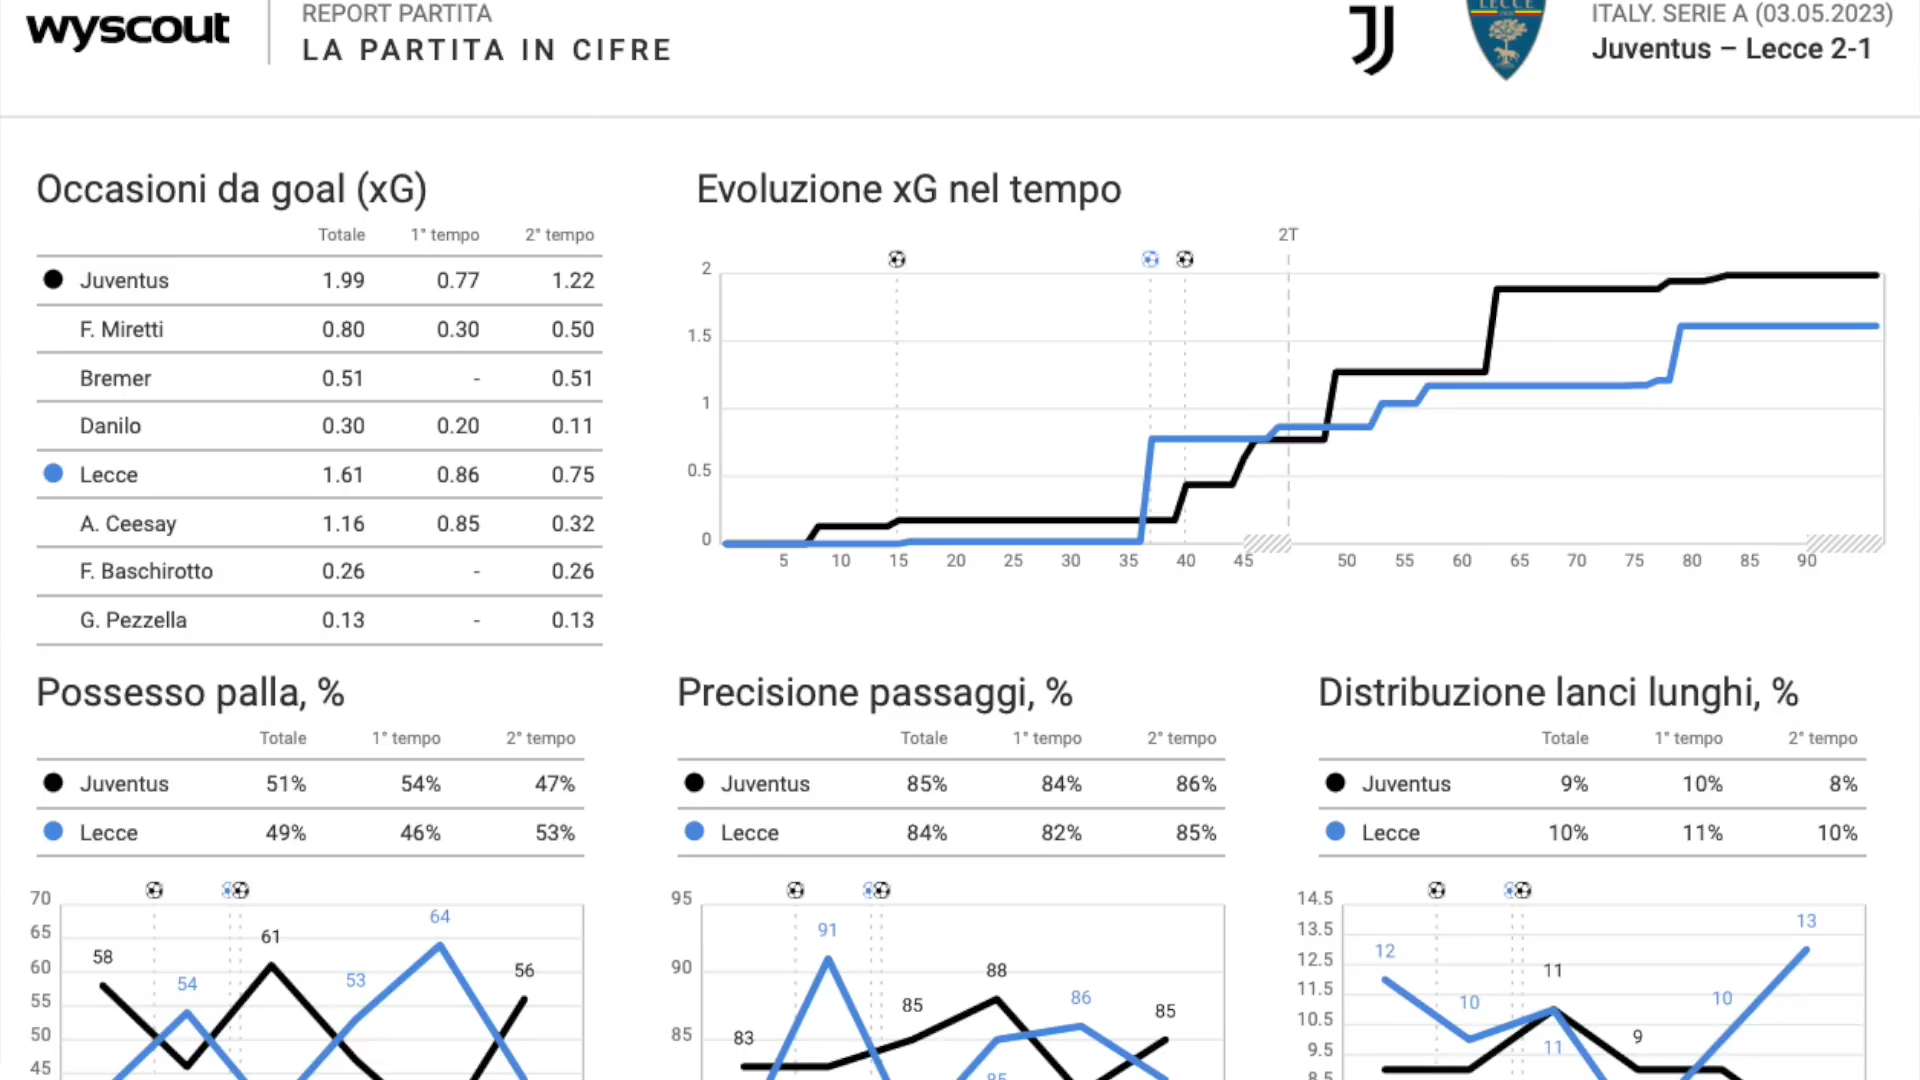 wyscout
REPORT PARTITA
LA PARTITA IN CIFRE
LECCE
ITALY. SERIE A (03.05.2023)
Juventus – Lecce 2-1
Occasioni da goal (xG)
Totale 1° tempo 2° tempo
Juventus 1.99 0.77 1.22
F. Miretti 0.80 0.30 0.50
Bremer 0.51 - 0.51
Danilo 0.30 0.20 0.11
Lecce 1.61 0.86 0.75
A. Ceesay 1.16 0.85 0.32
F. Baschirotto 0.26 - 0.26
G. Pezzella 0.13 - 0.13
Evoluzione xG nel tempo
2T
2
1.5
1
0.5
0
5 10 15 20 25 30 35 40 45 50 55 60 65 70 75 80 85 90
Possesso palla, %
Totale 1° tempo 2° tempo
Juventus 51% 54% 47%
Lecce 49% 46% 53%
70
65
60
55
50
45
58 54 61 53 64 56
Precisione passaggi, %
Totale 1° tempo 2° tempo
Juventus 85% 84% 86%
Lecce 84% 82% 85%
95
90
85
83 91 85 88 86 85
85
Distribuzione lanci lunghi, %
Totale 1° tempo 2° tempo
Juventus 9% 10% 8%
Lecce 10% 11% 10%
14.5
13.5
12.5
11.5
10.5
9.5
8.5
12 10 11 9 10 13
11